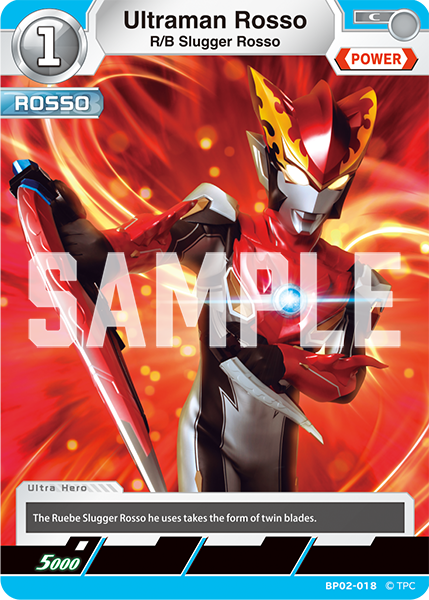 1
Ultraman Rosso
R/B Slugger Rosso
C
POWER
ROSSO
SAMPLE
Ultra Hero
The Ruebe Slugger Rosso he uses takes the form of twin blades.
5000
BP02-018 © TPC